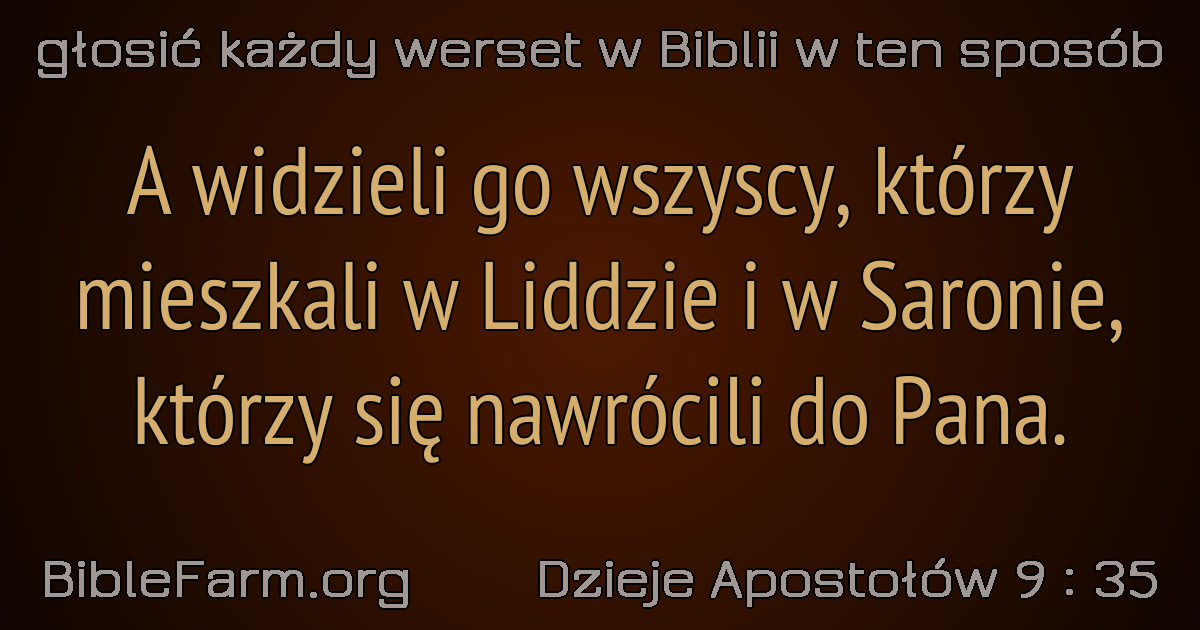 głosić każdy werset w Biblii w ten sposób
A widzieli go wszyscy, którzy
mieszkali w Liddzie i w Saronie,
którzy się nawrócili do Pana.
BibleFarm.org
Dzieje Apostołów 9 : 35